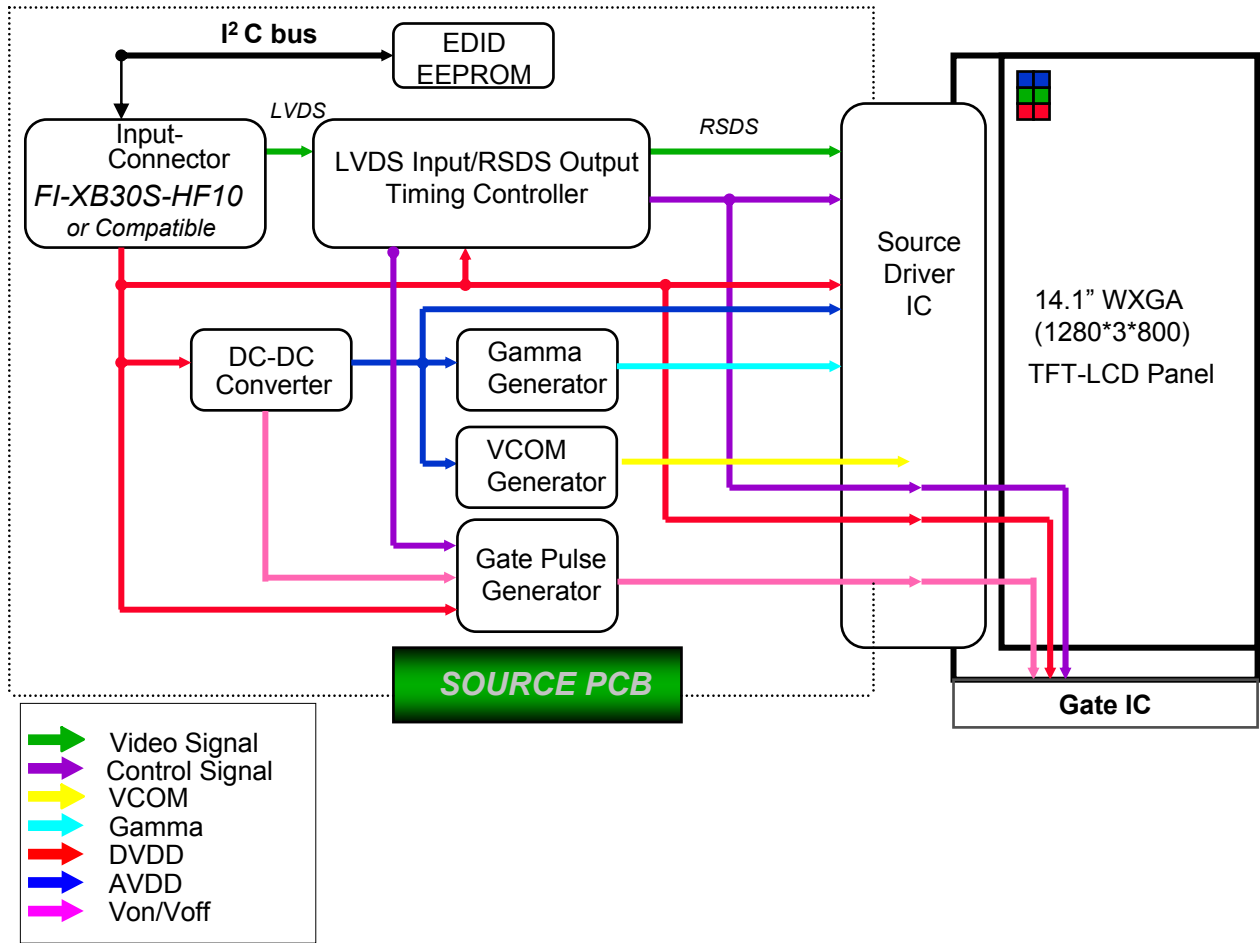 I² C bus
EDID
EEPROM
LVDS
RSDS
Input-
Connector
FI-XB30S-HF10
or Compatible
LVDS Input/RSDS Output
Timing Controller
Source
Driver
IC
14.1” WXGA
(1280*3*800)
TFT-LCD Panel
DC-DC
Converter
Gamma
Generator
VCOM
Generator
Gate Pulse
Generator
SOURCE PCB
Gate IC
Video Signal
Control Signal
VCOM
Gamma
DVDD
AVDD
Von/Voff